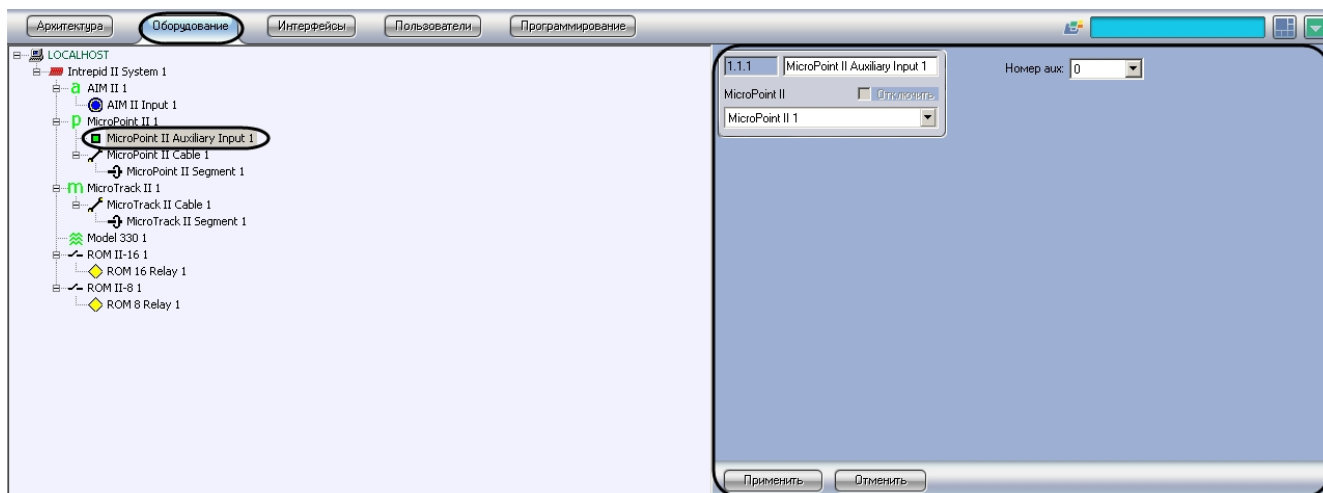 Архитектура Оборудование Интерфейсы Пользователи Программирование
LOCALHOST
Intrepid II System 1
a AIM II 1
AIM II Input 1
p MicroPoint II 1
MicroPoint II Auxiliary Input 1
MicroPoint II Cable 1
MicroPoint II Segment 1
m MicroTrack II 1
MicroTrack II Cable 1
MicroTrack II Segment 1
Model 330 1
ROM II-16 1
ROM 16 Relay 1
ROM II-8 1
ROM 8 Relay 1
1.1.1 MicroPoint II Auxiliary Input 1
Номер aux: 0
MicroPoint II Отключить
MicroPoint II 1
Применить Отменить